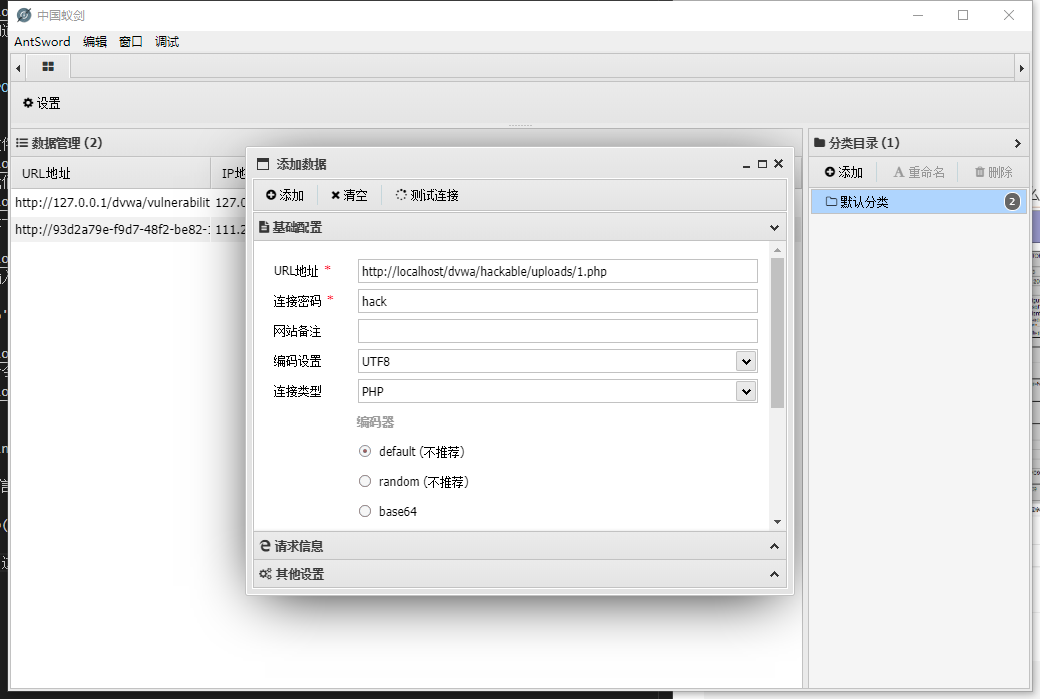 中国蚁剑
AntSword 编辑 窗口 调试
设置
数据管理 (2)
分类目录 (1)
URL地址 IP地
添加 重命名 删除
http://127.0.0.1/dvwa/vulnerabilit 127.0
默认分类 2
http://93d2a79e-f9d7-48f2-be82- 111.2
添加数据
添加 清空 测试连接
基础配置
URL地址 * http://localhost/dvwa/hackable/uploads/1.php
连接密码 * hack
网站备注
编码设置 UTF8
连接类型 PHP
编码器
default (不推荐)
random (不推荐)
base64
请求信息
其他设置